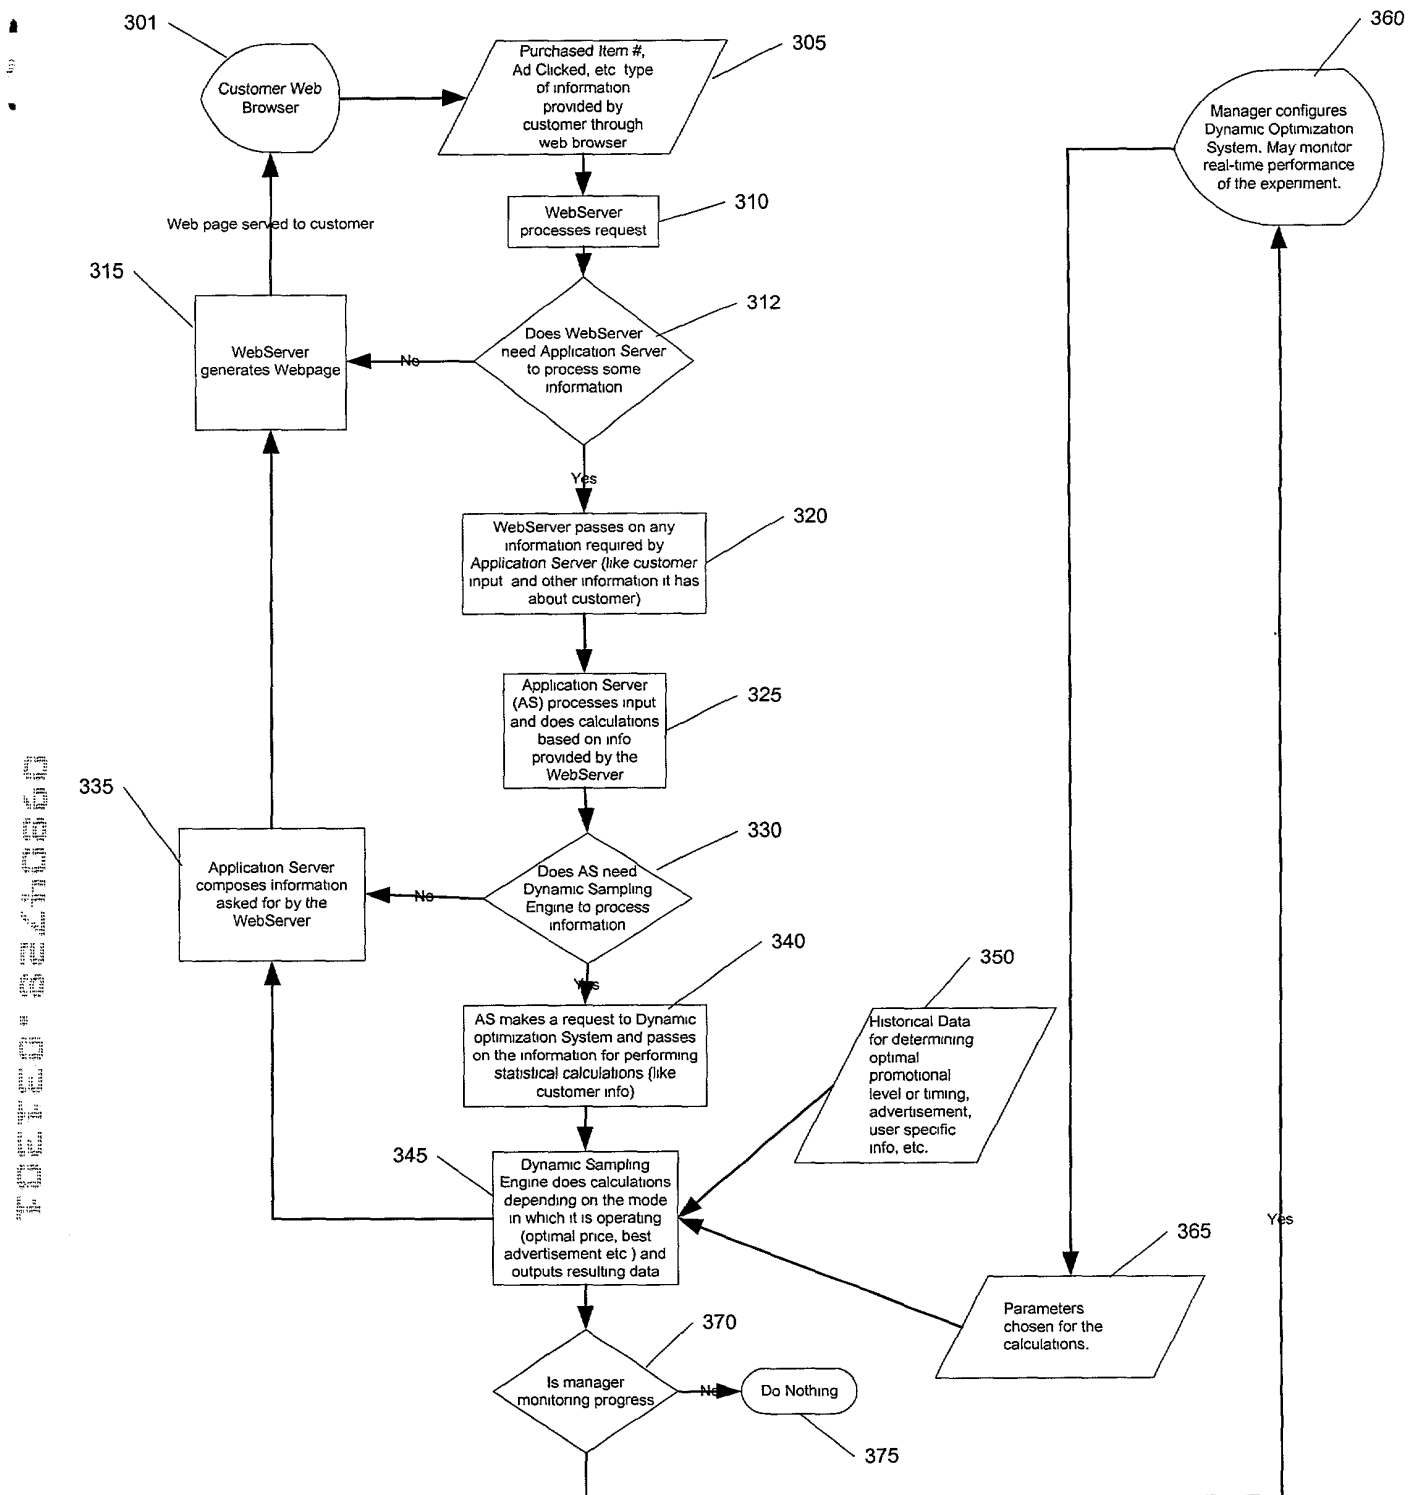 301
Customer Web
Browser
Purchased Item #,
Ad Clicked, etc type
of information
provided by
customer through
web browser
305
360
Manager configures
Dynamic Optimization
System. May monitor
real-time performance
of the experiment.
WebServer
processes request
310
Web page served to customer
315
WebServer
generates Webpage
No
Does WebServer
need Application Server
to process some
information
312
Yes
WebServer passes on any
information required by
Application Server (like customer
input and other information it has
about customer)
320
Application Server
(AS) processes input
and does calculations
based on info
provided by the
WebServer
325
335
Application Server
composes information
asked for by the
WebServer
No
Does AS need
Dynamic Sampling
Engine to process
information
330
Yes
AS makes a request to Dynamic
optimization System and passes
on the information for performing
statistical calculations (like
customer info)
340
350
Historical Data
for determining
optimal
promotional
level or timing,
advertisement,
user specific
info, etc.
345
Dynamic Sampling
Engine does calculations
depending on the mode
in which it is operating
(optimal price, best
advertisement etc ) and
outputs resulting data
Yes
365
Parameters
chosen for the
calculations.
370
Is manager
monitoring progress
No
Do Nothing
375